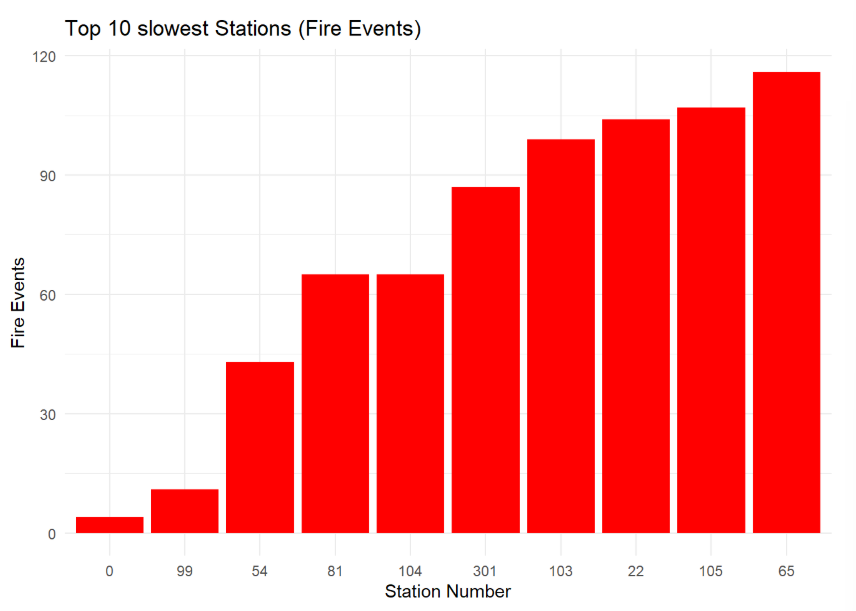 Top 10 slowest Stations (Fire Events)
120
90
60
30
0
Fire Events
0 99 54 81 104 301 103 22 105 65
Station Number